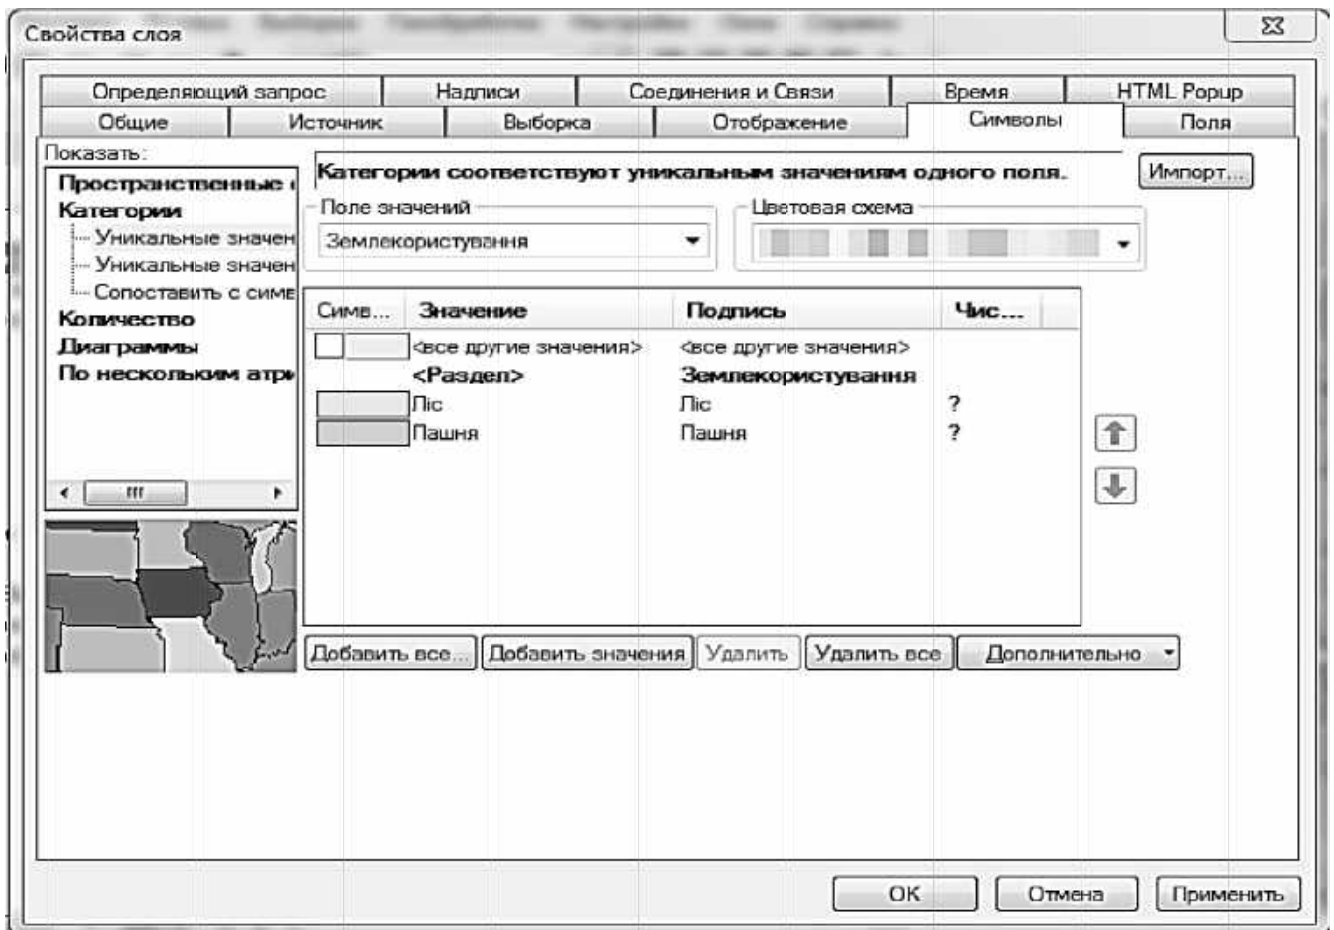 Свойства слоя
Определяющий запрос Надписи Соединения и Связи Время HTML Popup
Общие Источник Выборка Отображение Символы Поля
Показать:
Пространственные
Категории
Уникальные значен
Уникальные значен
Сопоставить с симв
Количество
Диаграммы
По нескольким атри
Категории соответствуют уникальным значениям одного поля.
Импорт...
Поле значений
Землекористування
Цветовая схема
Симв... Значение Подпись Чис...
<все другие значения> <все другие значения>
<Раздел> Землекористування
Ліс Ліс ?
Пашня Пашня ?
Добавить все... Добавить значения Удалить Удалить все Дополнительно
OK Отмена Применить